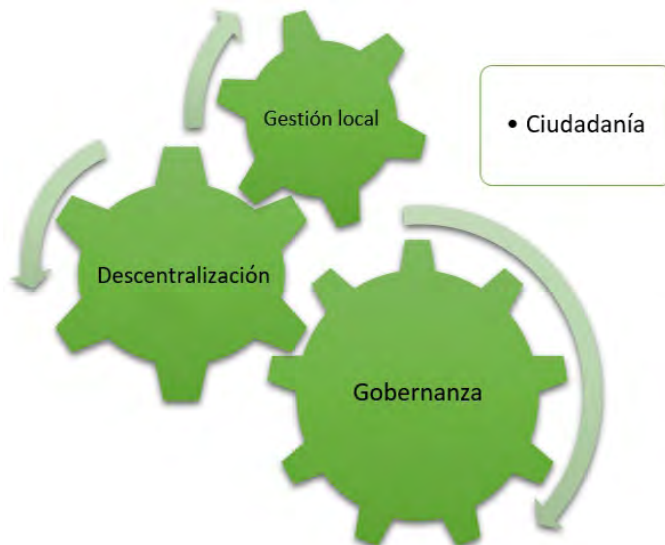 Gestión local
• Ciudadanía
Descentralización
Gobernanza